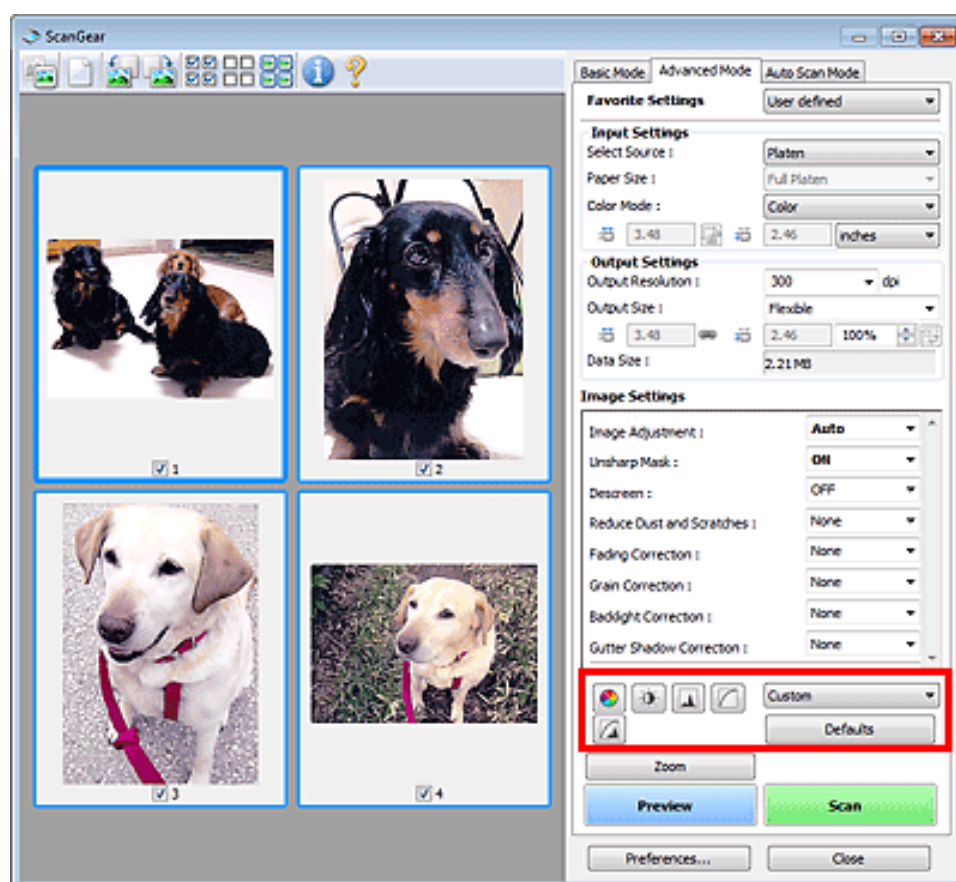 ScanGear
Basic Mode Advanced Mode Auto Scan Mode
Favorite Settings User defined
Input Settings
Select Source : Platen
Paper Size : Full Platen
Color Mode : Color
3.48 2.46 inches
Output Settings
Output Resolution : 300 dpi
Output Size : Flexible
3.48 2.46 100%
Data Size : 2.21MB
Image Settings
Image Adjustment : Auto
Unsharp Mask : ON
Descreen : OFF
Reduce Dust and Scratches : None
Fading Correction : None
Grain Correction : None
Backlight Correction : None
Gutter Shadow Correction : None
Custom
Defaults
Zoom
Preview Scan
Preferences... Close
1 2
3 4